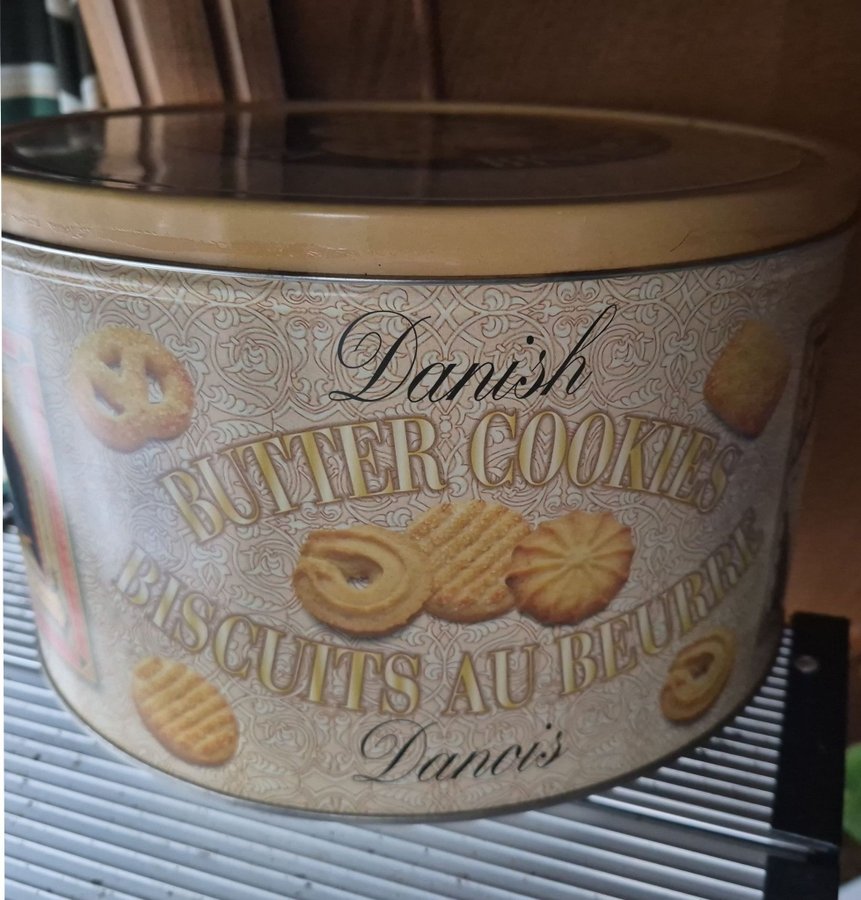 Danish
BUTTER COOKIES
BISCUITS AU BEURRE
Danois